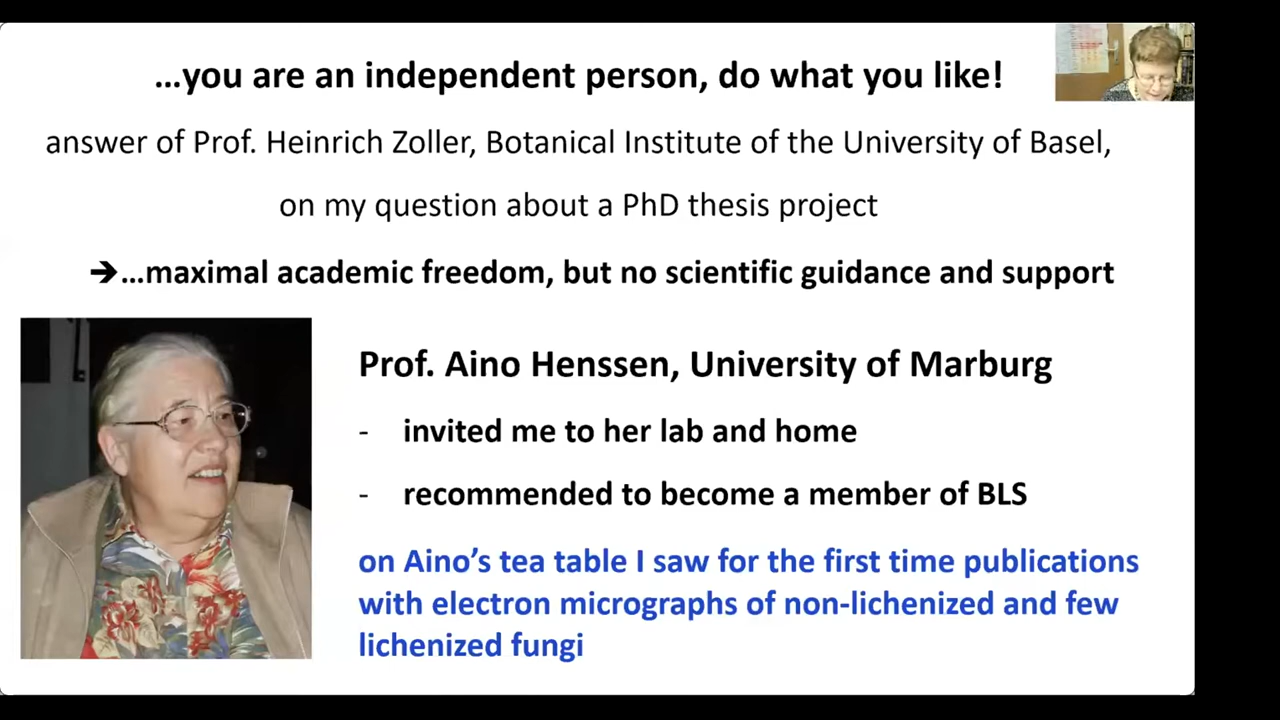 ...you are an independent person, do what you like!
answer of Prof. Heinrich Zoller, Botanical Institute of the University of Basel,
on my question about a PhD thesis project
➔...maximal academic freedom, but no scientific guidance and support
Prof. Aino Henssen, University of Marburg
- invited me to her lab and home
- recommended to become a member of BLS
on Aino’s tea table I saw for the first time publications
with electron micrographs of non-lichenized and few
lichenized fungi